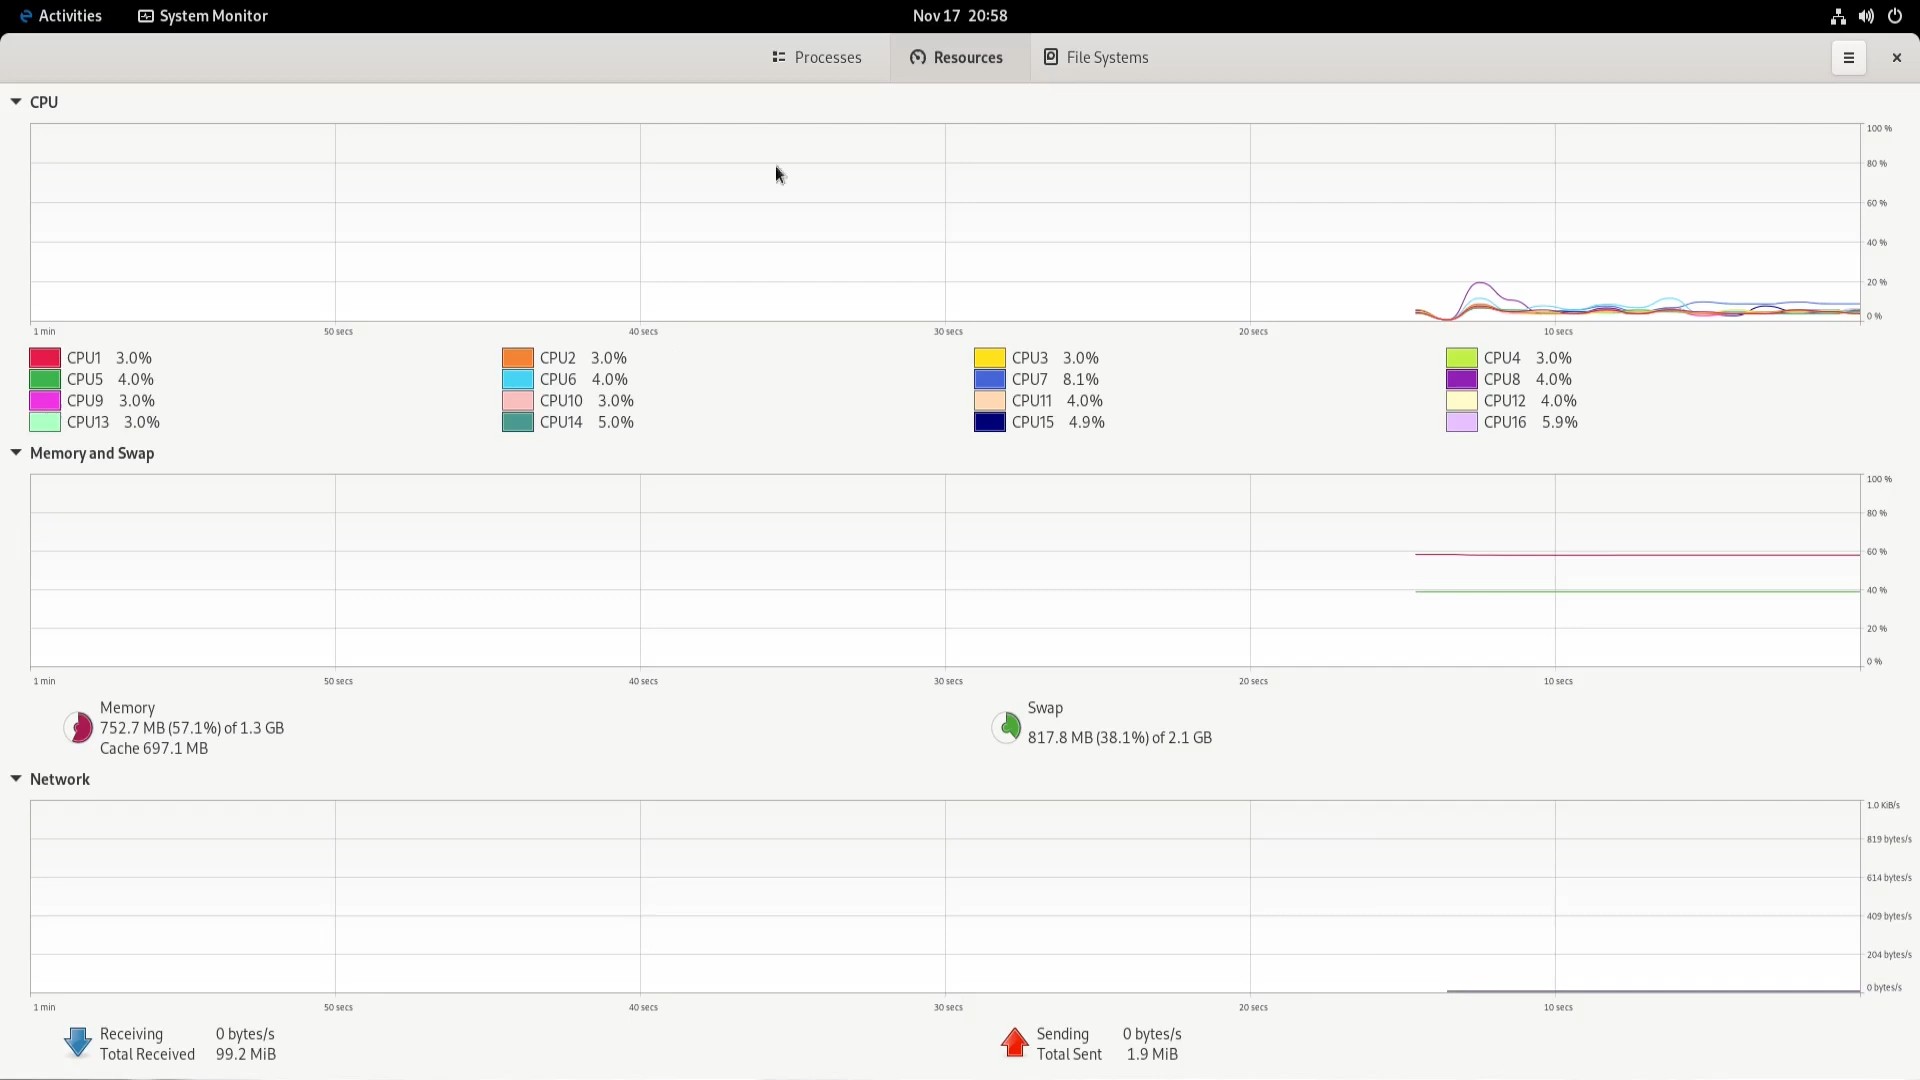 Activities System Monitor Nov 17 20:58
Processes Resources File Systems
CPU
100 %
80 %
60 %
40 %
20 %
0 %
1 min 50 secs 40 secs 30 secs 20 secs 10 secs
CPU1 3.0% CPU2 3.0% CPU3 3.0% CPU4 3.0%
CPU5 4.0% CPU6 4.0% CPU7 8.1% CPU8 4.0%
CPU9 3.0% CPU10 3.0% CPU11 4.0% CPU12 4.0%
CPU13 3.0% CPU14 5.0% CPU15 4.9% CPU16 5.9%
Memory and Swap
100 %
80 %
60 %
40 %
20 %
0 %
1 min 50 secs 40 secs 30 secs 20 secs 10 secs
Memory
752.7 MB (57.1%) of 1.3 GB
Cache 697.1 MB
Swap
817.8 MB (38.1%) of 2.1 GB
Network
1.0 KiB/s
819 bytes/s
614 bytes/s
409 bytes/s
204 bytes/s
0 bytes/s
1 min 50 secs 40 secs 30 secs 20 secs 10 secs
Receiving 0 bytes/s
Total Received 99.2 MiB
Sending 0 bytes/s
Total Sent 1.9 MiB